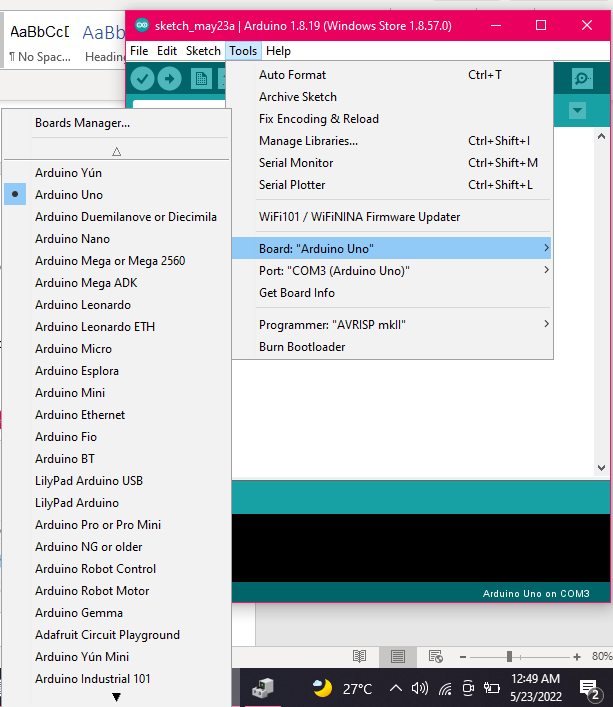 AaBbCc[ AaBbC
¶ No Spac... Heading
sketch_may23a | Arduino 1.8.19 (Windows Store 1.8.57.0)
File Edit Sketch Tools Help
Auto Format Ctrl+T
Archive Sketch
Fix Encoding & Reload
Manage Libraries... Ctrl+Shift+I
Serial Monitor Ctrl+Shift+M
Serial Plotter Ctrl+Shift+L
WiFi101 / WiFiNINA Firmware Updater
Board: "Arduino Uno"
Port: "COM3 (Arduino Uno)"
Get Board Info
Programmer: "AVRISP mkII"
Burn Bootloader
Boards Manager...
Arduino Yún
Arduino Uno
Arduino Duemilanove or Diecimila
Arduino Nano
Arduino Mega or Mega 2560
Arduino Mega ADK
Arduino Leonardo
Arduino Leonardo ETH
Arduino Micro
Arduino Esplora
Arduino Mini
Arduino Ethernet
Arduino Fio
Arduino BT
LilyPad Arduino USB
LilyPad Arduino
Arduino Pro or Pro Mini
Arduino NG or older
Arduino Robot Control
Arduino Robot Motor
Arduino Gemma
Adafruit Circuit Playground
Arduino Yún Mini
Arduino Industrial 101
Arduino Uno on COM3
80%
27°C
12:49 AM
5/23/2022
2